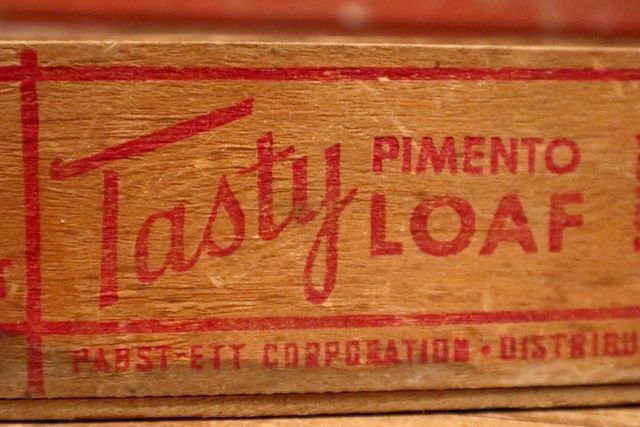 Tasty PIMENTO
LOAF
PABST-ETT CORPORATION • DISTRIBU